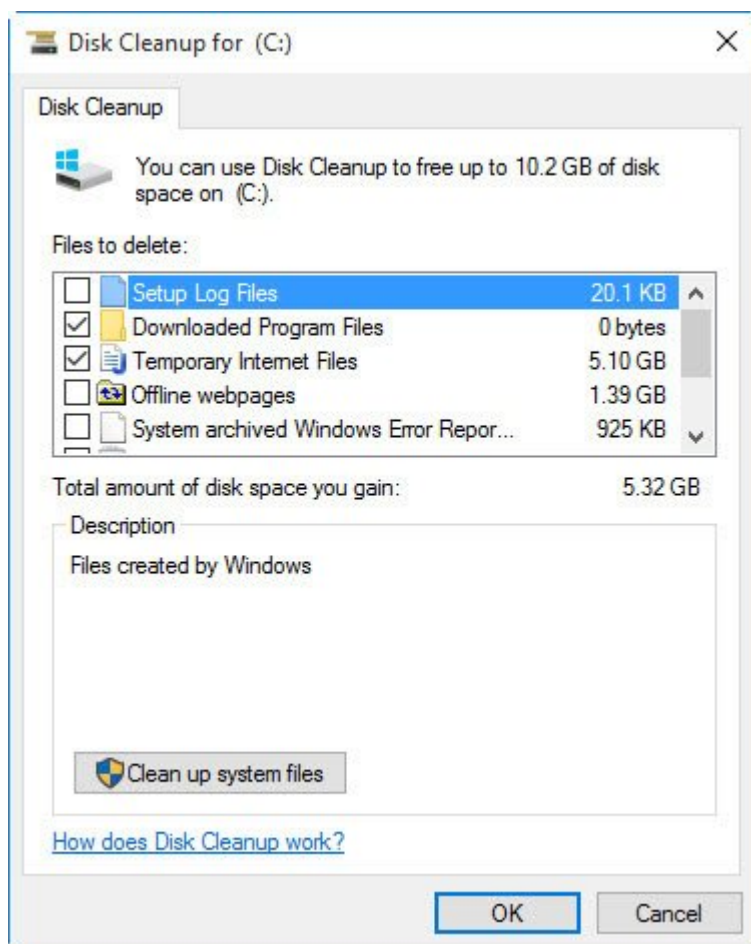 Disk Cleanup for (C:)
Disk Cleanup
You can use Disk Cleanup to free up to 10.2 GB of disk
space on (C:).
Files to delete:
Setup Log Files 20.1 KB
Downloaded Program Files 0 bytes
Temporary Internet Files 5.10 GB
Offline webpages 1.39 GB
System archived Windows Error Repor... 925 KB
Total amount of disk space you gain: 5.32 GB
Description
Files created by Windows
Clean up system files
How does Disk Cleanup work?
OK Cancel